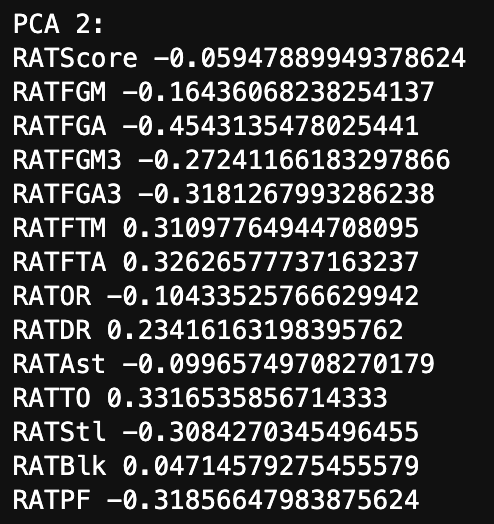 PCA 2:
RATScore -0.05947889949378624
RATFGM -0.16436068238254137
RATFGA -0.4543135478025441
RATFGM3 -0.27241166183297866
RATFGA3 -0.3181267993286238
RATFTM 0.31097764944708095
RATFTA 0.32626577737163237
RATOR -0.10433525766629942
RATDR 0.23416163198395762
RATAst -0.09965749708270179
RATTO 0.3316535856714333
RATStl -0.3084270345496455
RATBlk 0.04714579275455579
RATPF -0.31856647983875624